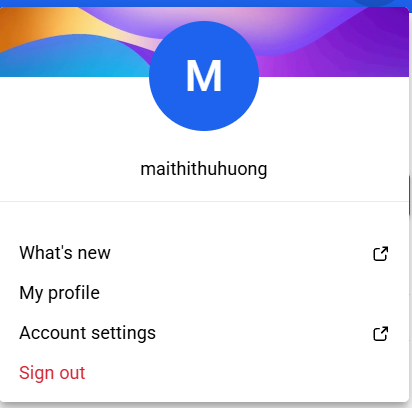 M
maithithuhuong
What's new
My profile
Account settings
Sign out